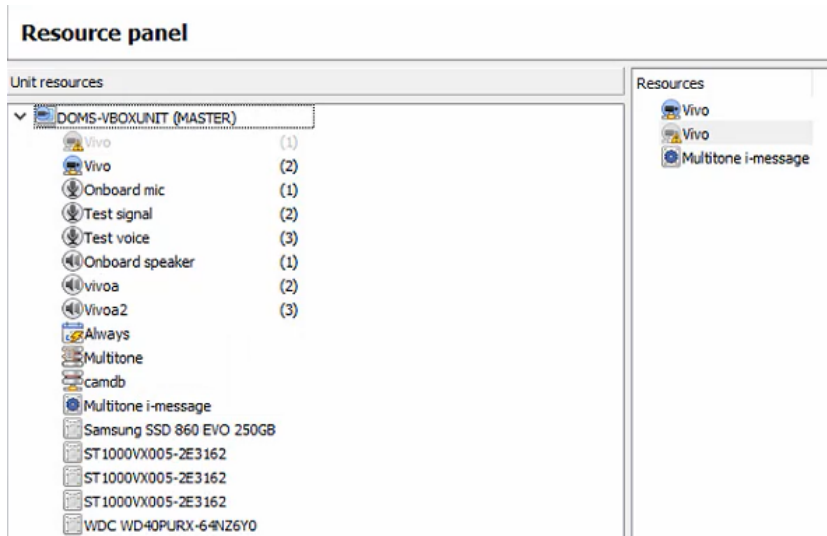 Resource panel
Unit resources
DOMS-VBOXUNIT (MASTER)
Vivo (1)
Vivo (2)
Onboard mic (1)
Test signal (2)
Test voice (3)
Onboard speaker (1)
vivoa (2)
Vivoa2 (3)
Always
Multitone
camdb
Multitone i-message
Samsung SSD 860 EVO 250GB
ST1000VX005-2E3162
ST1000VX005-2E3162
ST1000VX005-2E3162
WDC WD40PURX-64NZ6Y0
Resources
Vivo
Vivo
Multitone i-message